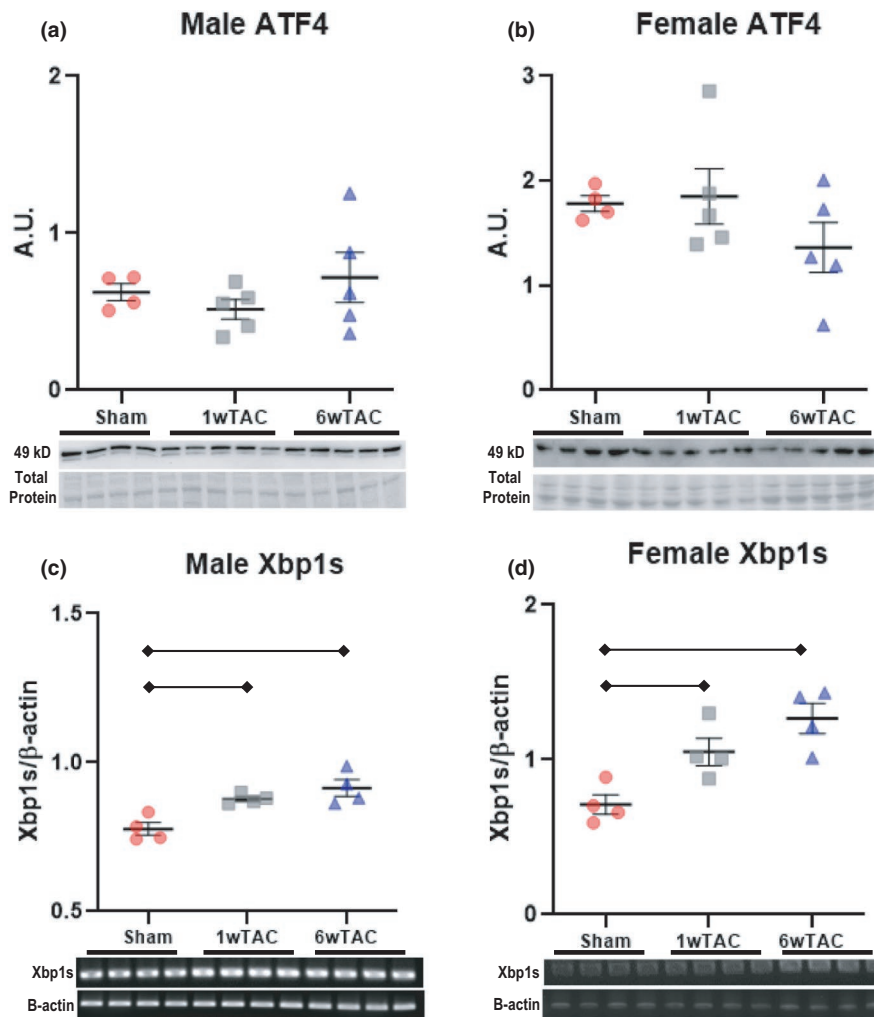 (a) Male ATF4
2
1
0
A.U.
Sham 1wTAC 6wTAC
49 kD
Total
Protein
(b) Female ATF4
3
2
1
0
A.U.
Sham 1wTAC 6wTAC
49 kD
Total
Protein
(c) Male Xbp1s
1.5
1.0
0.5
Xbp1s/β-actin
Sham 1wTAC 6wTAC
Xbp1s
B-actin
(d) Female Xbp1s
2
1
0
Xbp1s/β-actin
Sham 1wTAC 6wTAC
Xbp1s
B-actin